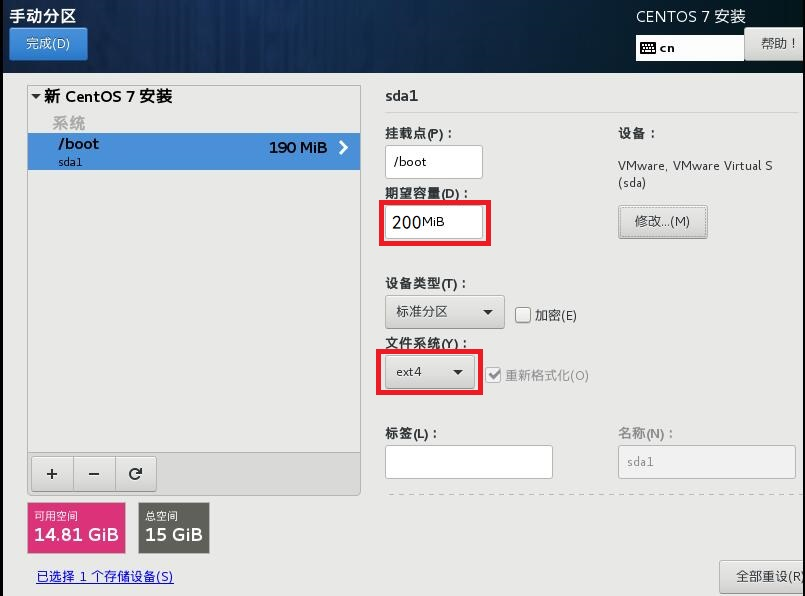 手动分区
CENTOS 7 安装
完成(D)
cn
帮助！
▼新 CentOS 7 安装
系统
/boot
190 MiB
sda1
sda1
挂载点(P)：
/boot
设备：
VMware, VMware Virtual S
(sda)
期望容量(D)：
200MiB
修改...(M)
设备类型(T)：
标准分区
加密(E)
文件系统(Y)：
ext4
重新格式化(O)
标签(L)：
名称(N)：
sda1
可用空间
14.81 GiB
总空间
15 GiB
已选择 1 个存储设备(S)
全部重设(R